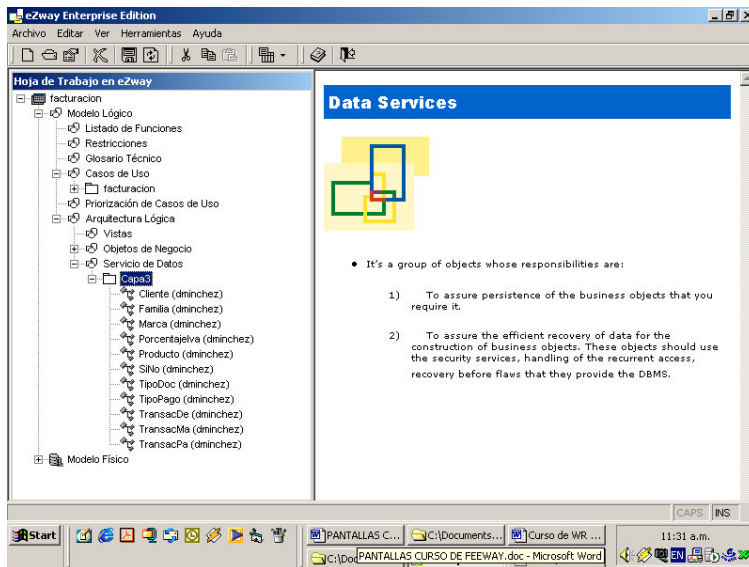 eZway Enterprise Edition
Archivo Editar Ver Herramientas Ayuda
Hoja de Trabajo en eZway
facturacion
Modelo Lógico
Listado de Funciones
Restricciones
Glosario Técnico
Casos de Uso
facturacion
Priorización de Casos de Uso
Arquitectura Lógica
Vistas
Objetos de Negocio
Servicio de Datos
Capa3
Cliente (dminchez)
Familia (dminchez)
Marca (dminchez)
PorcentajeIva (dminchez)
Producto (dminchez)
SiNo (dminchez)
TipoDoc (dminchez)
TipoPago (dminchez)
TransacDe (dminchez)
TransacMa (dminchez)
TransacPa (dminchez)
Modelo Físico
Data Services
• It's a group of objects whose responsibilities are:
1) To assure persistence of the business objects that you
require it.
2) To assure the efficient recovery of data for the
construction of business objects. These objects should use
the security services, handling of the recurrent access,
recovery before flaws that they provide the DBMS.
CAPS INS
Start
PANTALLAS C...
C:\Documents...
Curso de WR ...
11:31 a.m.
C:\Doc
PANTALLAS CURSO DE FEEWAY.doc - Microsoft Word
EN